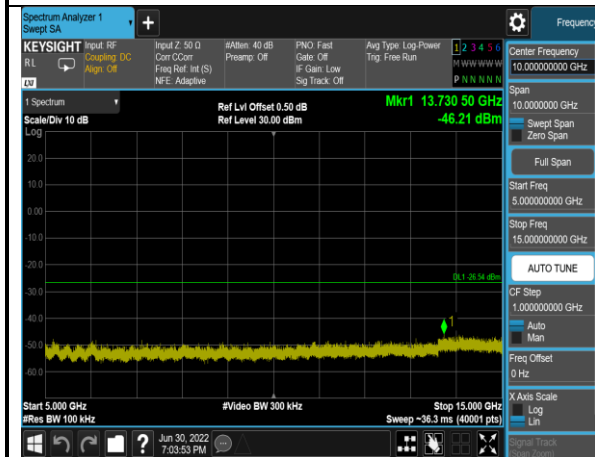 Spectrum Analyzer 1
Swept SA
+
Frequency
KEYSIGHT
RL
LXI
Input: RF
Coupling: DC
Align: Off
Input Z: 50 Ω
Corr CCorr
Freq Ref: Int (S)
NFE: Adaptive
#Atten: 40 dB
Preamp: Off
PNO: Fast
Gate: Off
IF Gain: Low
Sig Track: Off
Avg Type: Log-Power
Trig: Free Run
1 2 3 4 5 6
M W W W W W
P N N N N N
1 Spectrum
Scale/Div 10 dB
Log
Ref Lvl Offset 0.50 dB
Ref Level 30.00 dBm
Mkr1 13.730 50 GHz
-46.21 dBm
20.0
10.0
0.00
-10.0
-20.0
-30.0
-40.0
-50.0
-60.0
DL1 -26.54 dBm
1
Start 5.000 GHz
#Res BW 100 kHz
#Video BW 300 kHz
Stop 15.000 GHz
Sweep ~36.3 ms (40001 pts)
Jun 30, 2022
7:03:53 PM
Center Frequency
10.000000000 GHz
Span
10.0000000 GHz
Swept Span
Zero Span
Full Span
Start Freq
5.000000000 GHz
Stop Freq
15.000000000 GHz
AUTO TUNE
CF Step
1.000000000 GHz
Auto
Man
Freq Offset
0 Hz
X Axis Scale
Log
Lin
Signal Track
(Span Zoom)